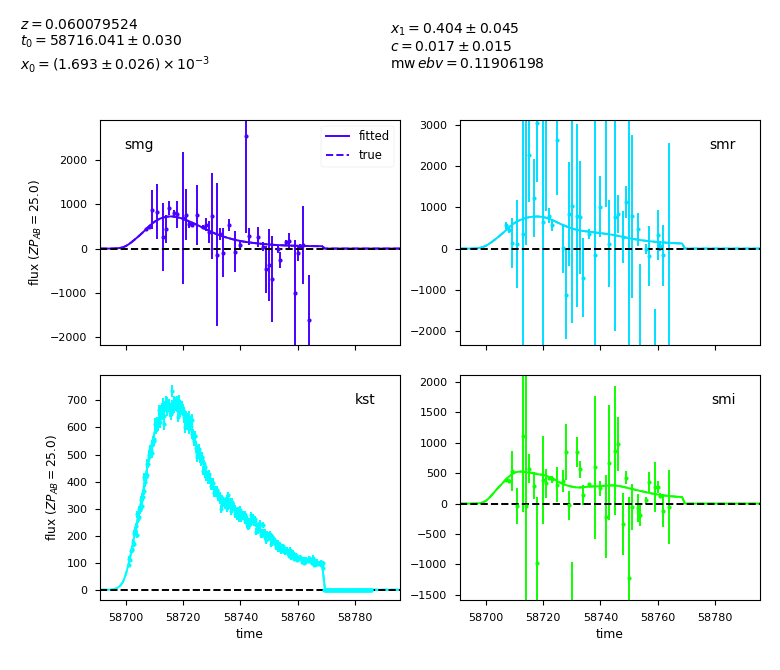 z = 0.060079524
t₀ = 58716.041 ± 0.030
x₀ = (1.693 ± 0.026) × 10⁻³
x₁ = 0.404 ± 0.045
c = 0.017 ± 0.015
mw ebv = 0.11906198
smg
fitted
true
2000
1000
0
−1000
−2000
flux (ZP_AB = 25.0)
smr
3000
2000
1000
0
−1000
−2000
kst
700
600
500
400
300
200
100
0
flux (ZP_AB = 25.0)
58700 58720 58740 58760 58780
time
smi
2000
1500
1000
500
0
−500
−1000
−1500
58700 58720 58740 58760 58780
time